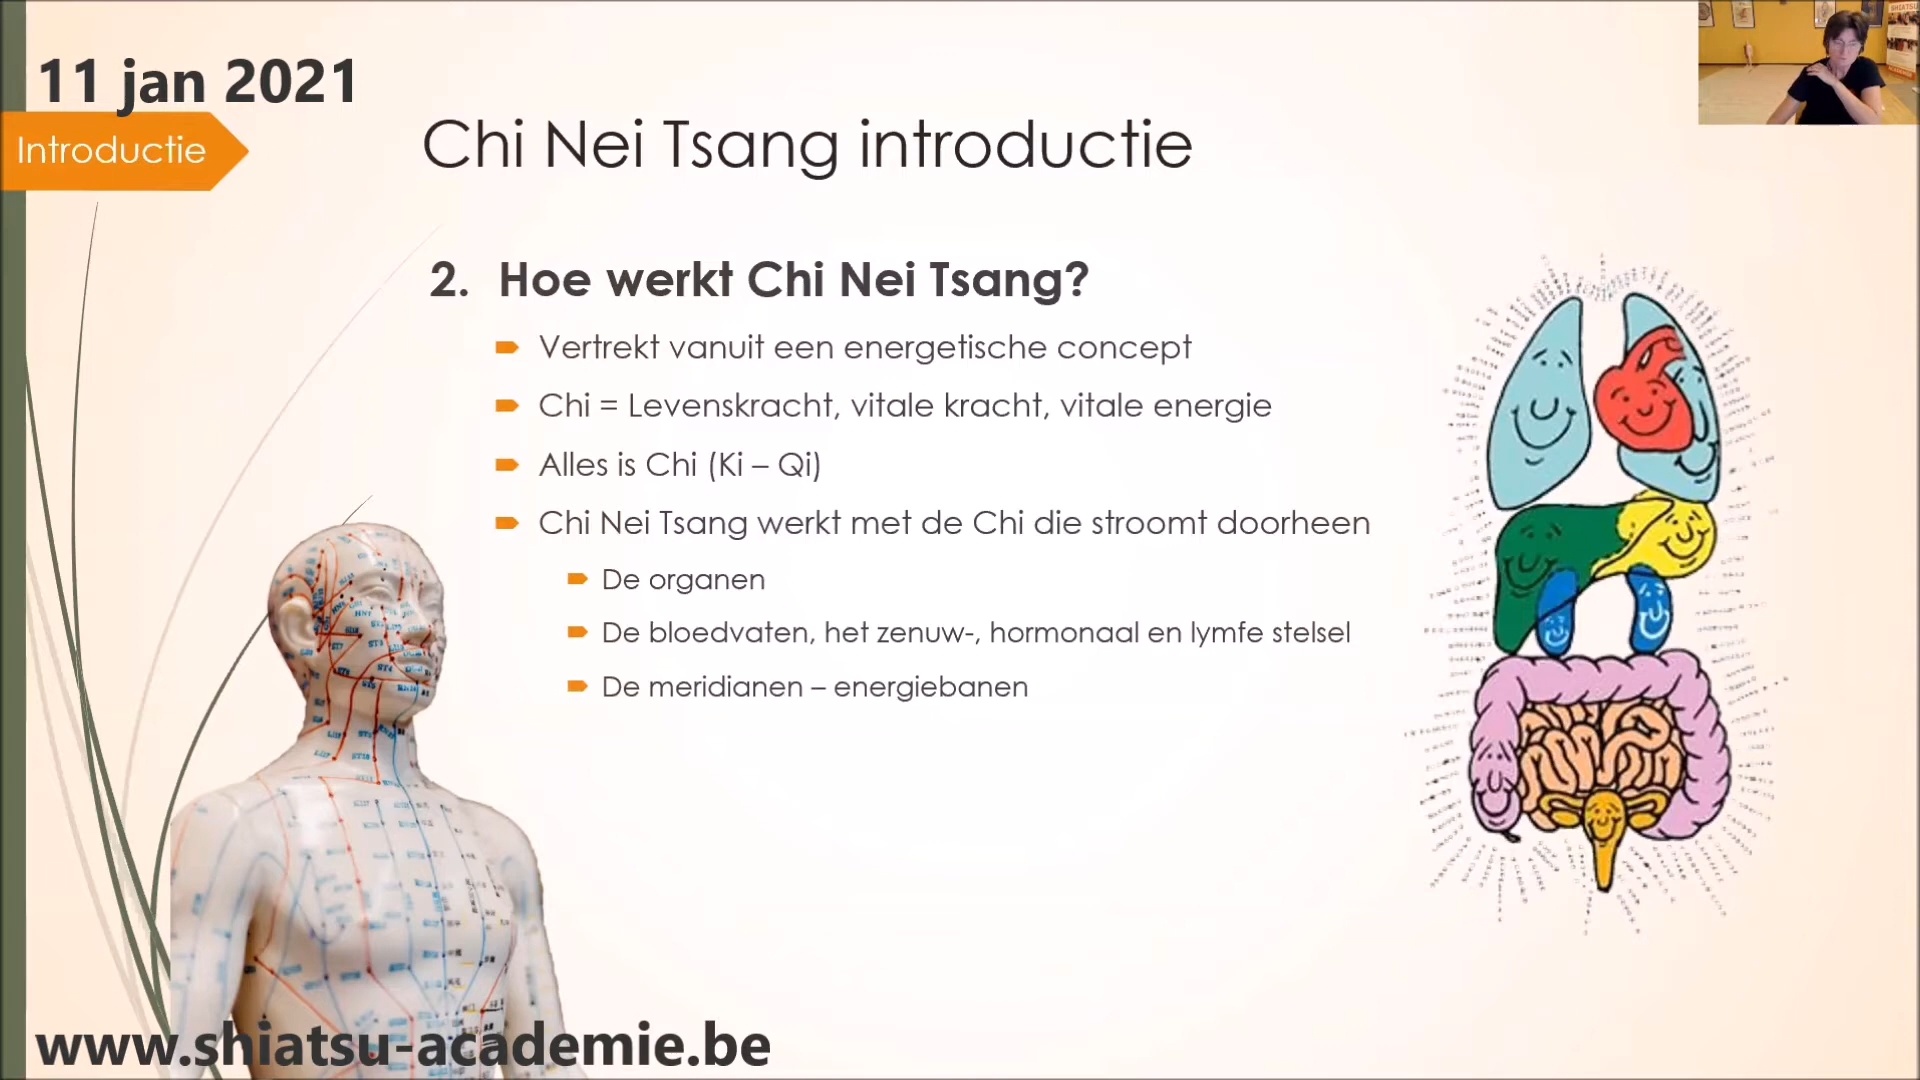 11 jan 2021
Introductie
Chi Nei Tsang introductie
2. Hoe werkt Chi Nei Tsang?
Vertrekt vanuit een energetische concept
Chi = Levenskracht, vitale kracht, vitale energie
Alles is Chi (Ki – Qi)
Chi Nei Tsang werkt met de Chi die stroomt doorheen
De organen
De bloedvaten, het zenuw-, hormonaal en lymfe stelsel
De meridianen – energiebanen
www.shiatsu-academie.be
SHIATSU